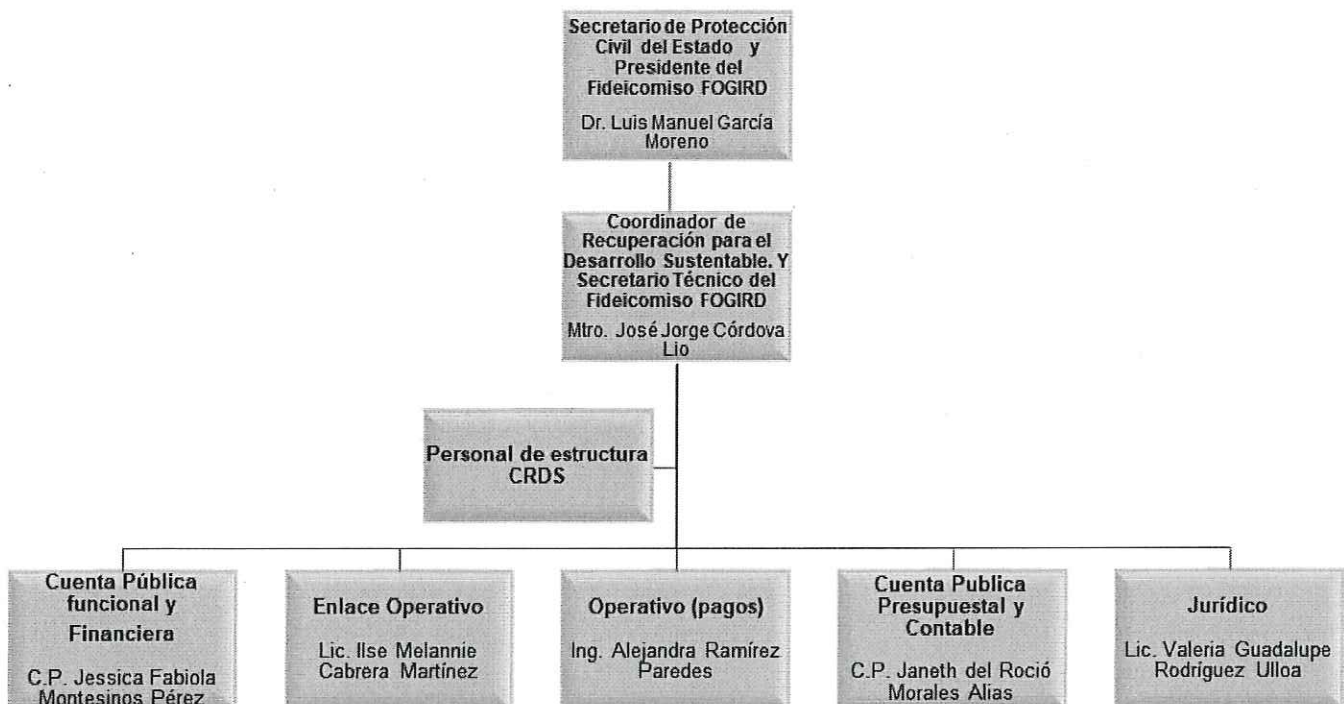 Secretario de Protección
Civil del Estado y
Presidente del
Fideicomiso FOGIRD
Dr. Luis Manuel García
Moreno
Coordinador de
Recuperación para el
Desarrollo Sustentable. Y
Secretario Técnico del
Fideicomiso FOGIRD
Mtro. José Jorge Córdova
Lio
Personal de estructura
CRDS
Cuenta Pública
funcional y
Financiera
C.P. Jessica Fabiola
Montesinos Pérez
Enlace Operativo
Lic. Ilse Melannie
Cabrera Martínez
Operativo (pagos)
Ing. Alejandra Ramírez
Paredes
Cuenta Publica
Presupuestal y
Contable
C.P. Janeth del Roció
Morales Alias
Jurídico
Lic. Valeria Guadalupe
Rodríguez Ulloa